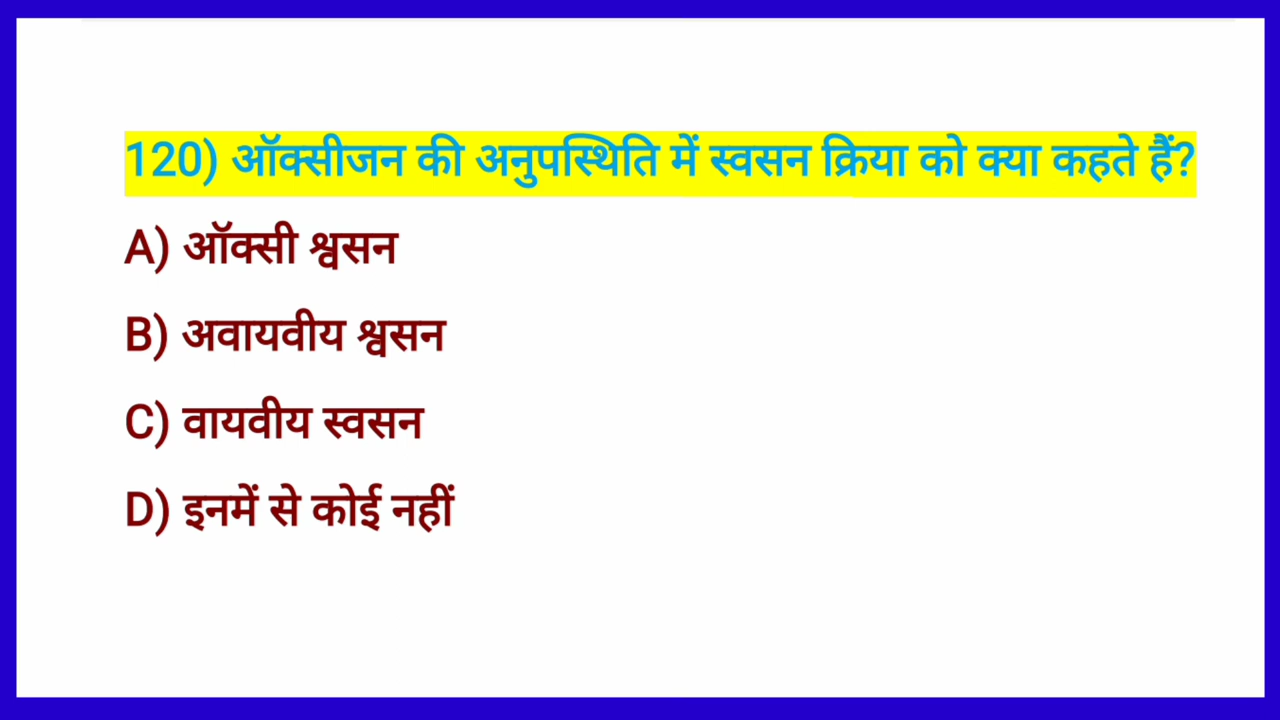 120) ऑक्सीजन की अनुपस्थिति में स्वसन क्रिया को क्या कहते हैं?
A) ऑक्सी श्वसन
B) अवायवीय श्वसन
C) वायवीय स्वसन
D) इनमें से कोई नहीं